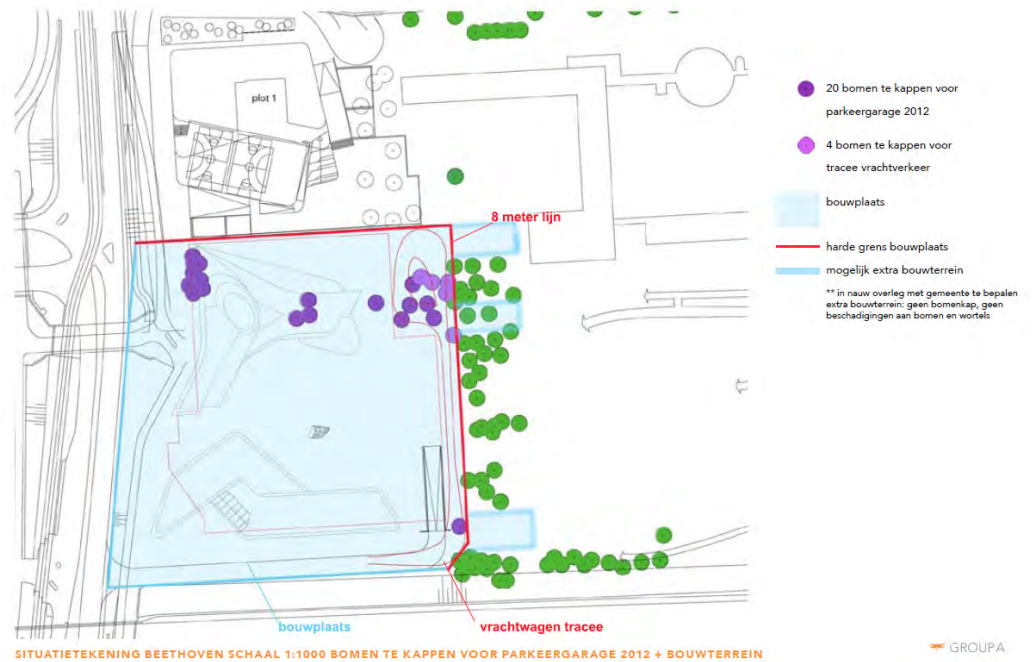 plot 1
8 meter lijn
20 bomen te kappen voor
parkeergarage 2012
4 bomen te kappen voor
tracee vrachtverkeer
bouwplaats
harde grens bouwplaats
mogelijk extra bouwterrein
** in nauw overleg met gemeente te bepalen
extra bouwterrein: geen bomenkap, geen
beschadigingen aan bomen en wortels
bouwplaats
vrachtwagen tracee
SITUATIETEKENING BEETHOVEN SCHAAL 1:1000 BOMEN TE KAPPEN VOOR PARKEERGARAGE 2012 + BOUWTERREIN
GROUPA